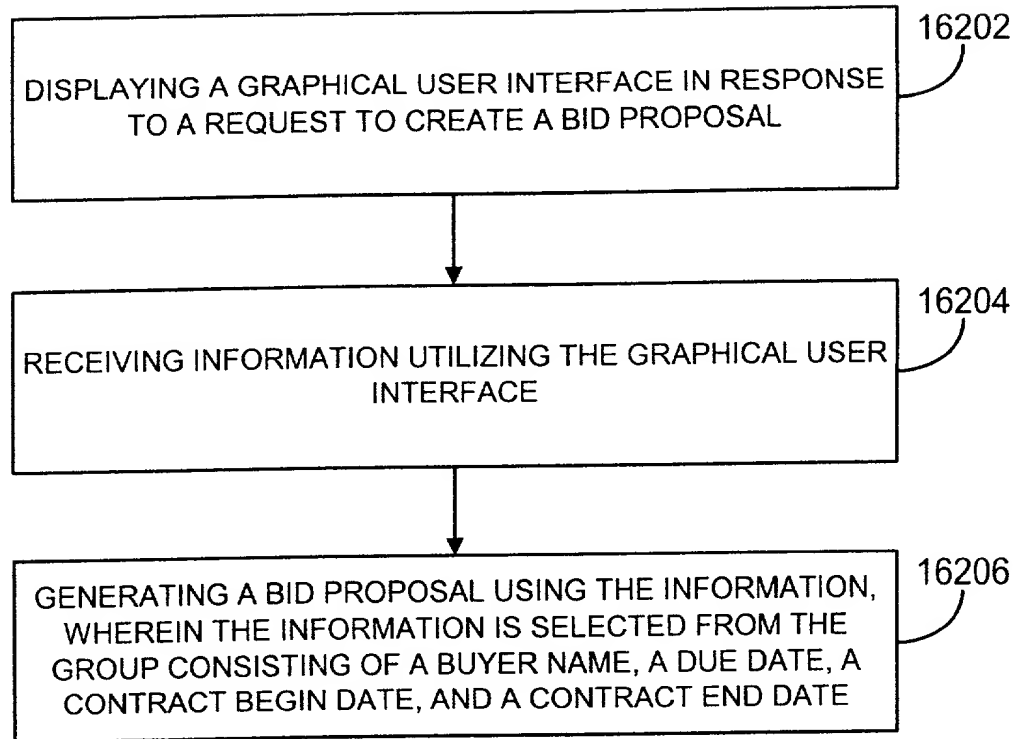 16202
DISPLAYING A GRAPHICAL USER INTERFACE IN RESPONSE
TO A REQUEST TO CREATE A BID PROPOSAL
16204
RECEIVING INFORMATION UTILIZING THE GRAPHICAL USER
INTERFACE
16206
GENERATING A BID PROPOSAL USING THE INFORMATION,
WHEREIN THE INFORMATION IS SELECTED FROM THE
GROUP CONSISTING OF A BUYER NAME, A DUE DATE, A
CONTRACT BEGIN DATE, AND A CONTRACT END DATE